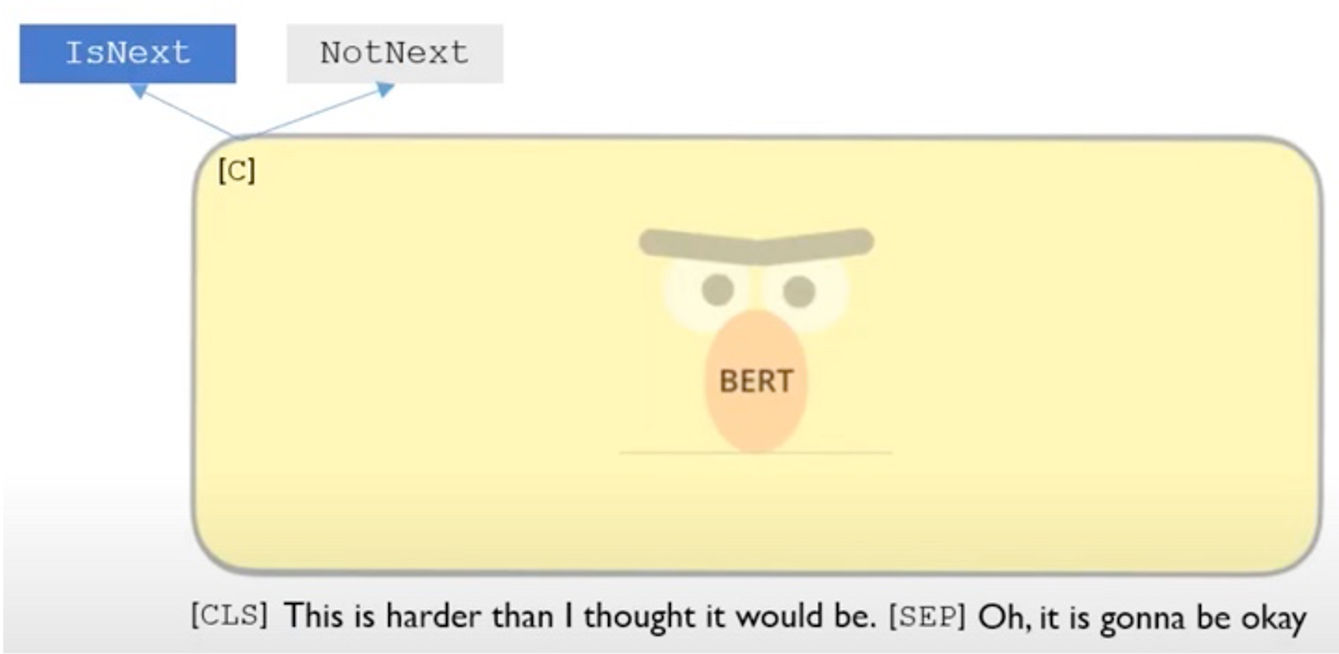 IsNext NotNext
[C]
BERT
[CLS] This is harder than I thought it would be. [SEP] Oh, it is gonna be okay